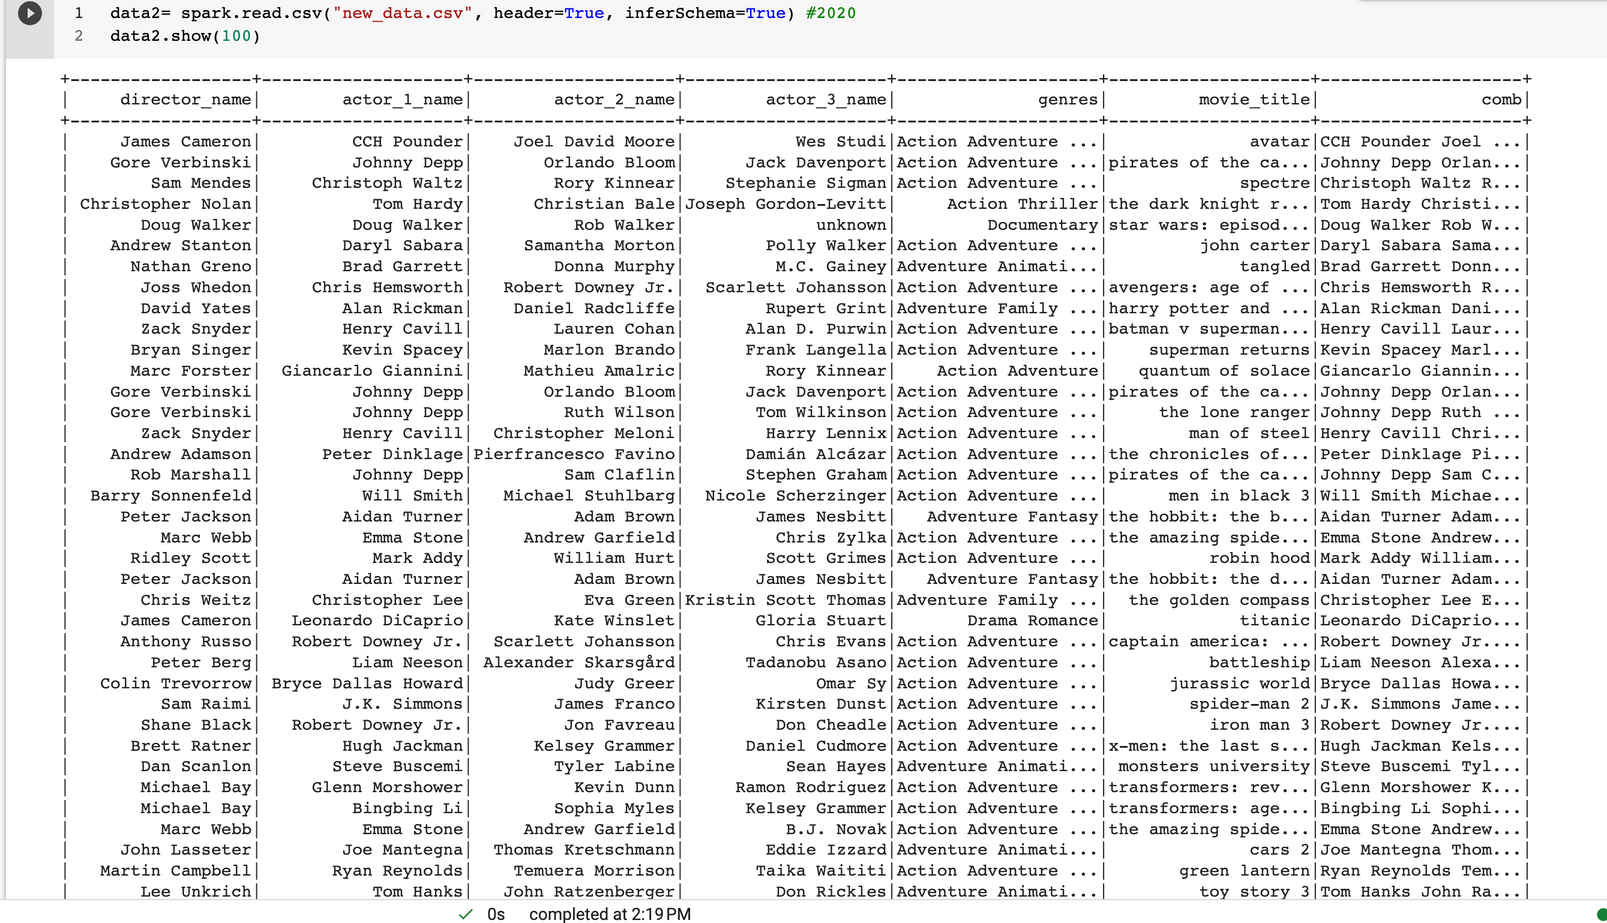 1 data2= spark.read.csv("new_data.csv", header=True, inferSchema=True) #2020
2 data2.show(100)
+------------------+--------------------+--------------------+--------------------+--------------------+--------------------+--------------------+
| director_name| actor_1_name| actor_2_name| actor_3_name| genres| movie_title| comb|
+------------------+--------------------+--------------------+--------------------+--------------------+--------------------+--------------------+
| James Cameron| CCH Pounder| Joel David Moore| Wes Studi|Action Adventure ...| avatar|CCH Pounder Joel ...|
| Gore Verbinski| Johnny Depp| Orlando Bloom| Jack Davenport|Action Adventure ...|pirates of the ca...|Johnny Depp Orlan...|
| Sam Mendes| Christoph Waltz| Rory Kinnear| Stephanie Sigman|Action Adventure ...| spectre|Christoph Waltz R...|
| Christopher Nolan| Tom Hardy| Christian Bale|Joseph Gordon-Levitt| Action Thriller|the dark knight r...|Tom Hardy Christi...|
| Doug Walker| Doug Walker| Rob Walker| unknown| Documentary|star wars: episod...|Doug Walker Rob W...|
| Andrew Stanton| Daryl Sabara| Samantha Morton| Polly Walker|Action Adventure ...| john carter|Daryl Sabara Sama...|
| Nathan Greno| Brad Garrett| Donna Murphy| M.C. Gainey|Adventure Animati...| tangled|Brad Garrett Donn...|
| Joss Whedon| Chris Hemsworth| Robert Downey Jr.| Scarlett Johansson|Action Adventure ...|avengers: age of ...|Chris Hemsworth R...|
| David Yates| Alan Rickman| Daniel Radcliffe| Rupert Grint|Adventure Family ...|harry potter and ...|Alan Rickman Dani...|
| Zack Snyder| Henry Cavill| Lauren Cohan| Alan D. Purwin|Action Adventure ...|batman v superman...|Henry Cavill Laur...|
| Bryan Singer| Kevin Spacey| Marlon Brando| Frank Langella|Action Adventure ...| superman returns|Kevin Spacey Marl...|
| Marc Forster| Giancarlo Giannini| Mathieu Amalric| Rory Kinnear| Action Adventure| quantum of solace|Giancarlo Giannin...|
| Gore Verbinski| Johnny Depp| Orlando Bloom| Jack Davenport|Action Adventure ...|pirates of the ca...|Johnny Depp Orlan...|
| Gore Verbinski| Johnny Depp| Ruth Wilson| Tom Wilkinson|Action Adventure ...| the lone ranger|Johnny Depp Ruth ...|
| Zack Snyder| Henry Cavill| Christopher Meloni| Harry Lennix|Action Adventure ...| man of steel|Henry Cavill Chri...|
| Andrew Adamson| Peter Dinklage|Pierfrancesco Favino| Damián Alcázar|Action Adventure ...|the chronicles of...|Peter Dinklage Pi...|
| Rob Marshall| Johnny Depp| Sam Claflin| Stephen Graham|Action Adventure ...|pirates of the ca...|Johnny Depp Sam C...|
| Barry Sonnenfeld| Will Smith| Michael Stuhlbarg| Nicole Scherzinger|Action Adventure ...| men in black 3|Will Smith Michae...|
| Peter Jackson| Aidan Turner| Adam Brown| James Nesbitt| Adventure Fantasy|the hobbit: the b...|Aidan Turner Adam...|
| Marc Webb| Emma Stone| Andrew Garfield| Chris Zylka|Action Adventure ...|the amazing spide...|Emma Stone Andrew...|
| Ridley Scott| Mark Addy| William Hurt| Scott Grimes|Action Adventure ...| robin hood|Mark Addy William...|
| Peter Jackson| Aidan Turner| Adam Brown| James Nesbitt| Adventure Fantasy|the hobbit: the d...|Aidan Turner Adam...|
| Chris Weitz| Christopher Lee| Eva Green|Kristin Scott Thomas|Adventure Family ...| the golden compass|Christopher Lee E...|
| James Cameron| Leonardo DiCaprio| Kate Winslet| Gloria Stuart| Drama Romance| titanic|Leonardo DiCaprio...|
| Anthony Russo| Robert Downey Jr.| Scarlett Johansson| Chris Evans|Action Adventure ...|captain america: ...|Robert Downey Jr....|
| Peter Berg| Liam Neeson| Alexander Skarsgård| Tadanobu Asano|Action Adventure ...| battleship|Liam Neeson Alexa...|
| Colin Trevorrow| Bryce Dallas Howard| Judy Greer| Omar Sy|Action Adventure ...| jurassic world|Bryce Dallas Howa...|
| Sam Raimi| J.K. Simmons| James Franco| Kirsten Dunst|Action Adventure ...| spider-man 2|J.K. Simmons Jame...|
| Shane Black| Robert Downey Jr.| Jon Favreau| Don Cheadle|Action Adventure ...| iron man 3|Robert Downey Jr....|
| Brett Ratner| Hugh Jackman| Kelsey Grammer| Daniel Cudmore|Action Adventure ...|x-men: the last s...|Hugh Jackman Kels...|
| Dan Scanlon| Steve Buscemi| Tyler Labine| Sean Hayes|Adventure Animati...| monsters university|Steve Buscemi Tyl...|
| Michael Bay| Glenn Morshower| Kevin Dunn| Ramon Rodriguez|Action Adventure ...|transformers: rev...|Glenn Morshower K...|
| Michael Bay| Bingbing Li| Sophia Myles| Kelsey Grammer|Action Adventure ...|transformers: age...|Bingbing Li Sophi...|
| Marc Webb| Emma Stone| Andrew Garfield| B.J. Novak|Action Adventure ...|the amazing spide...|Emma Stone Andrew...|
| John Lasseter| Joe Mantegna| Thomas Kretschmann| Eddie Izzard|Adventure Animati...| cars 2|Joe Mantegna Thom...|
| Martin Campbell| Ryan Reynolds| Temuera Morrison| Taika Waititi|Action Adventure ...| green lantern|Ryan Reynolds Tem...|
| Lee Unkrich| Tom Hanks| John Ratzenberger| Don Rickles|Adventure Animati...| toy story 3|Tom Hanks John Ra...|
0s completed at 2:19 PM